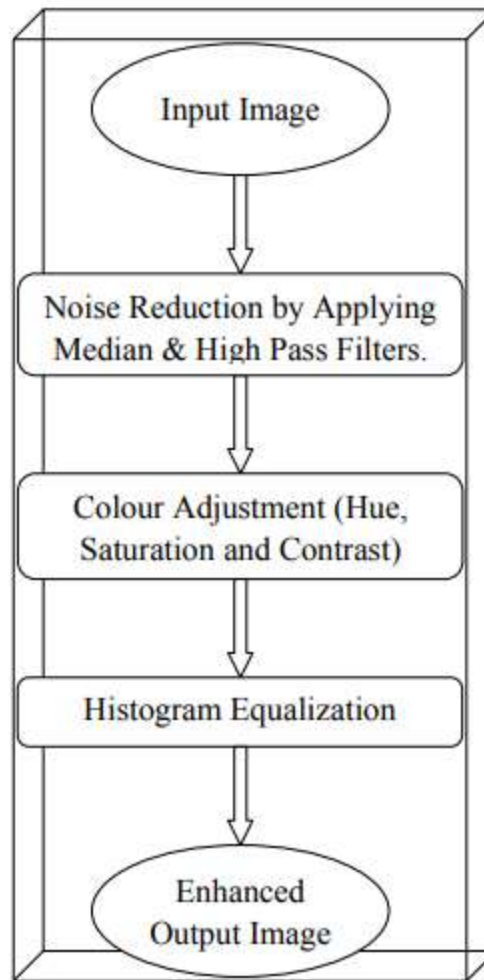 Input Image
Noise Reduction by Applying
Median & High Pass Filters.
Colour Adjustment (Hue,
Saturation and Contrast)
Histogram Equalization
Enhanced
Output Image